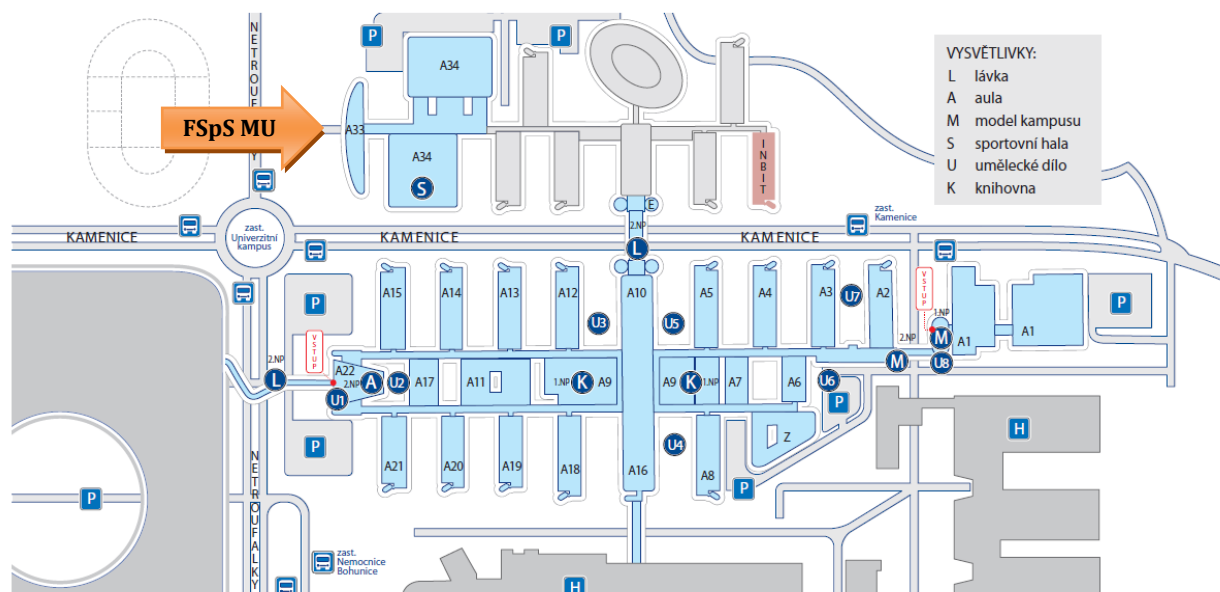 NETROUFALKY
P
P
A34
FSpS MU
A33
A34
S
INBIT
VYSVĚTLIVKY:
L lávka
A aula
M model kampusu
S sportovní hala
U umělecké dílo
K knihovna
E
2.NP
L
zast.
Kamenice
zast.
Univerzitní
kampus
KAMENICE
KAMENICE
KAMENICE
P
A15
A14
A13
A12
A10
A5
A4
A3
A2
U7
U3
U5
VSTUP
1.NP
M
A1
A1
P
VSTUP
2.NP
L
A22
2.NP
A
U2
U1
A17
A11
1.NP
K
A9
A9
K
1.NP
A7
A6
U6
P
2.NP
M
U8
P
A21
A20
A19
A18
A16
U4
A8
Z
P
H
P
NETROUFALKY
zast.
Nemocnice
Bohunice
H